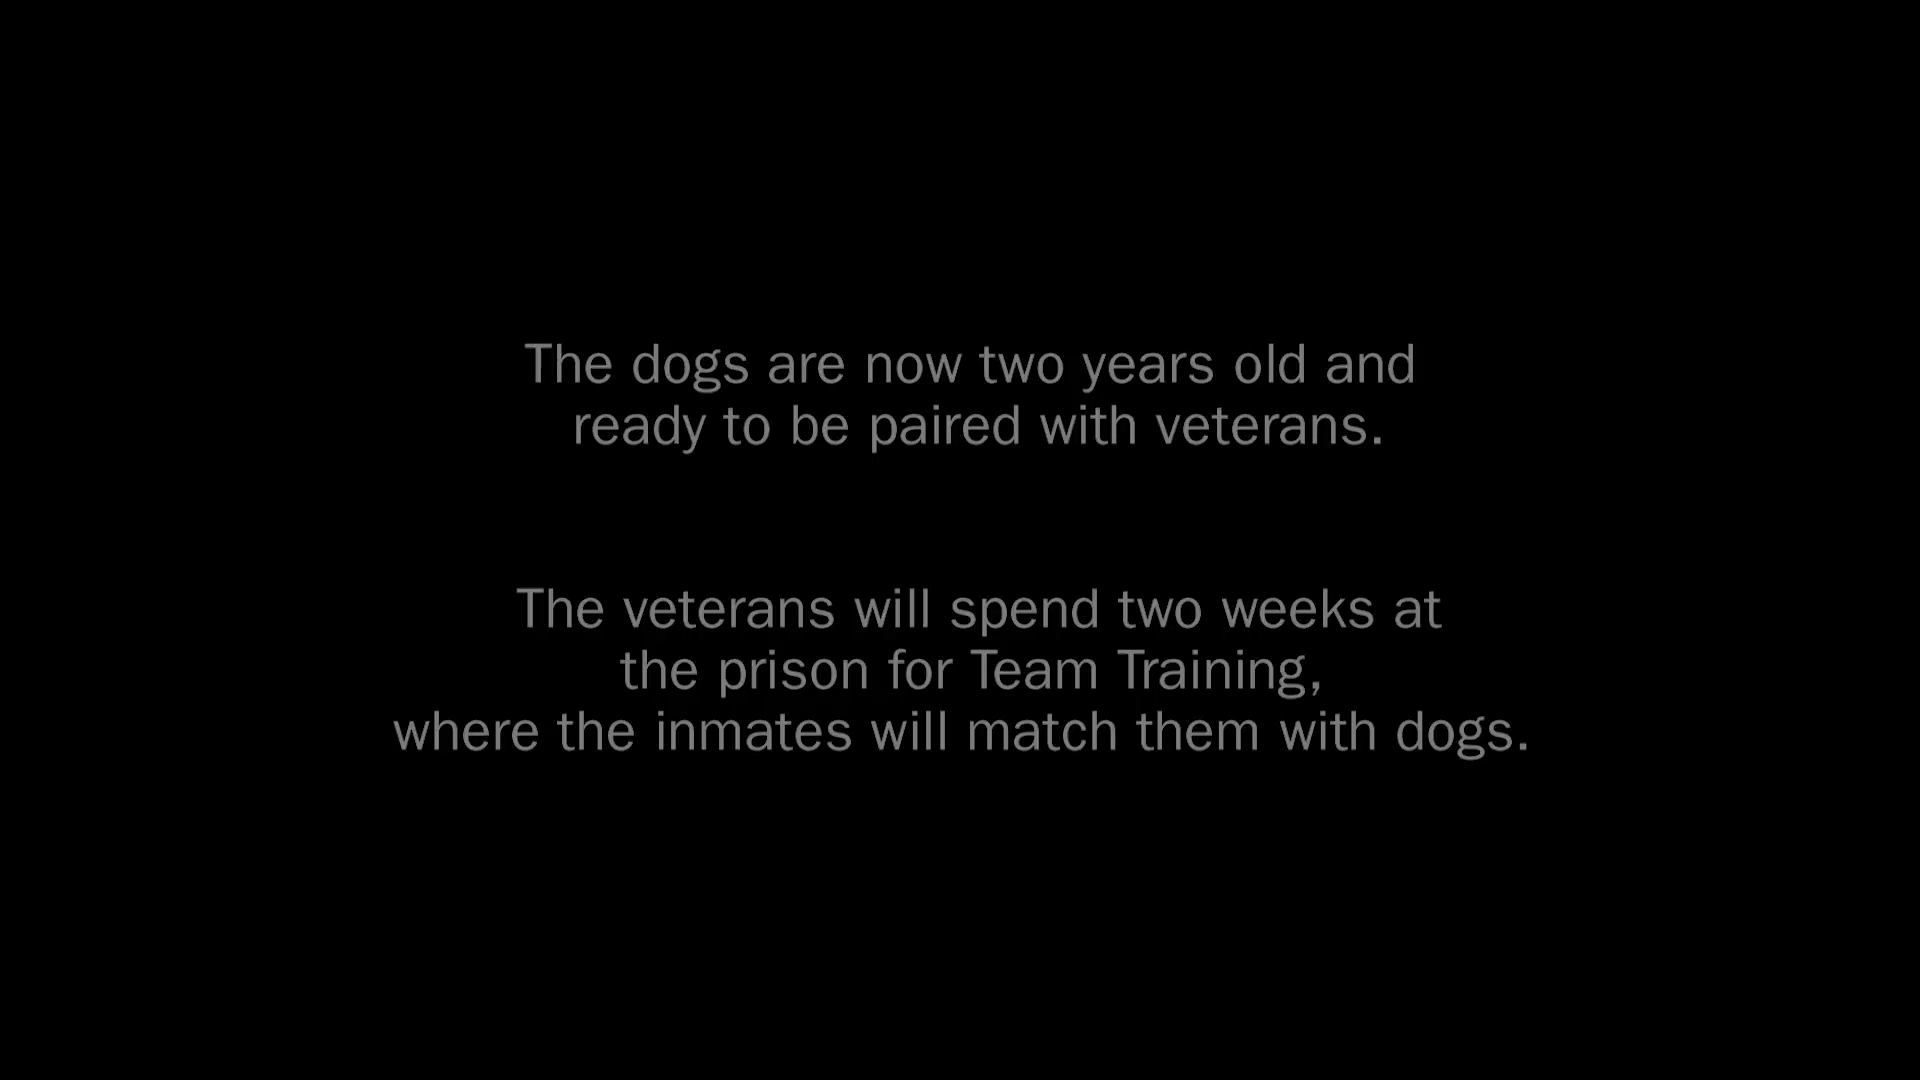 The dogs are now two years old and
ready to be paired with veterans.
The veterans will spend two weeks at
the prison for Team Training,
where the inmates will match them with dogs.